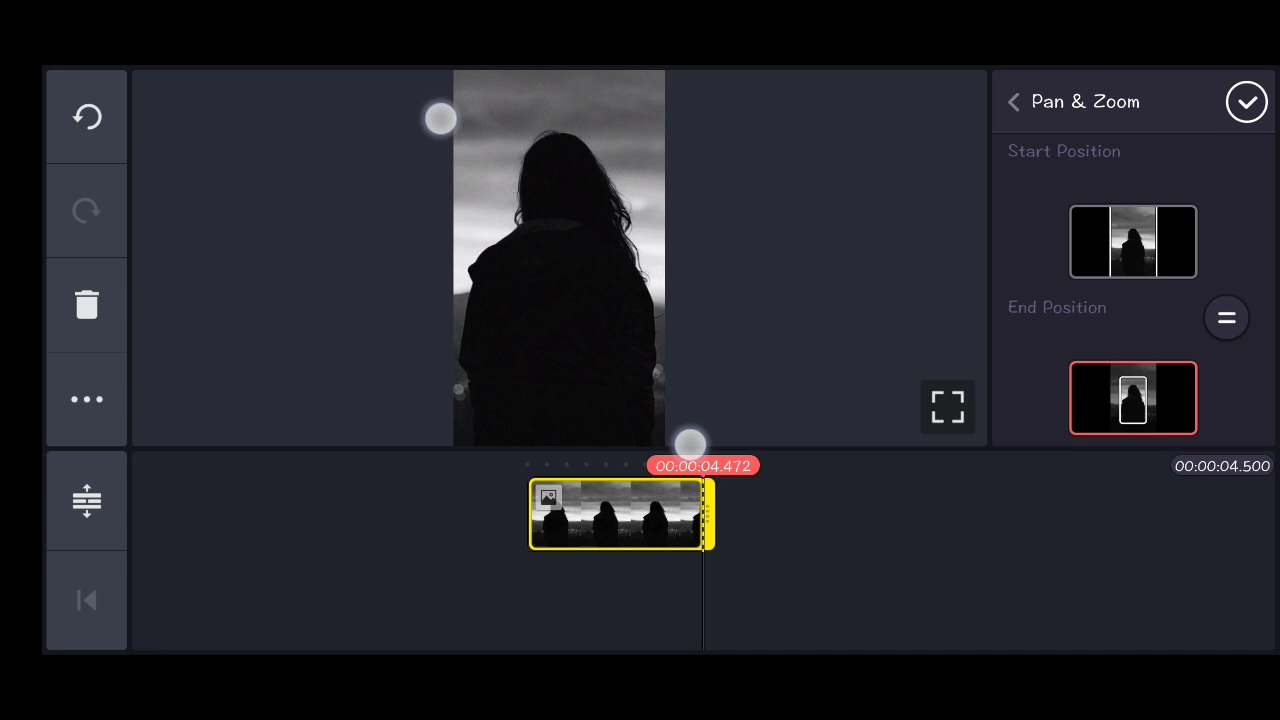 Pan & Zoom
Start Position
End Position
00:00:04.472
00:00:04.500